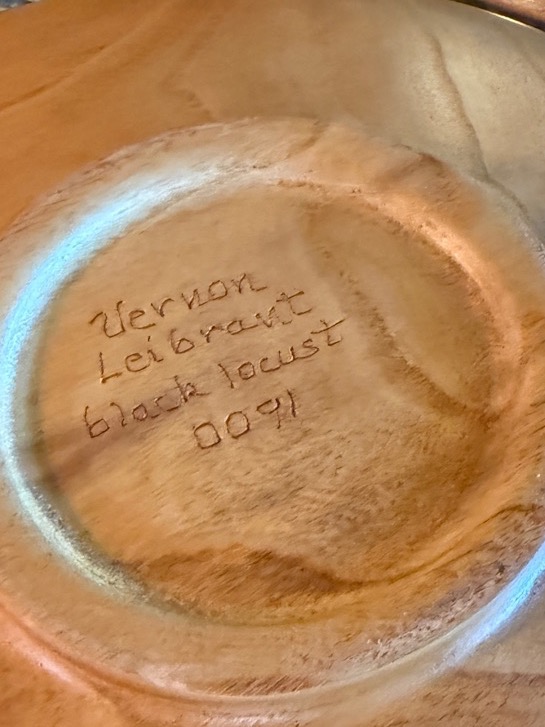 Vernon
Leibrant
black locust
0091